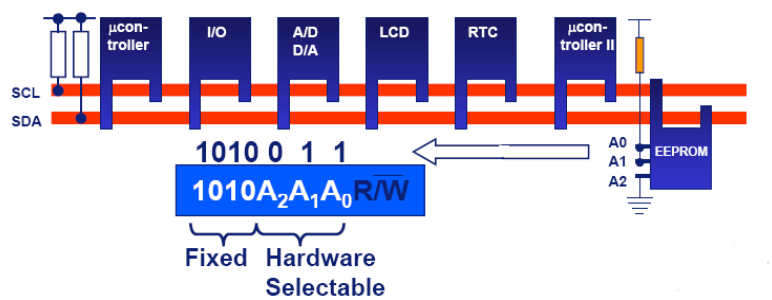 μcon-
troller
I/O
A/D
D/A
LCD
RTC
μcon-
troller II
SCL
SDA
A0
A1
A2
EEPROM
1010 0 1 1
1010A₂A₁A₀R/W̅
Fixed
Hardware
Selectable